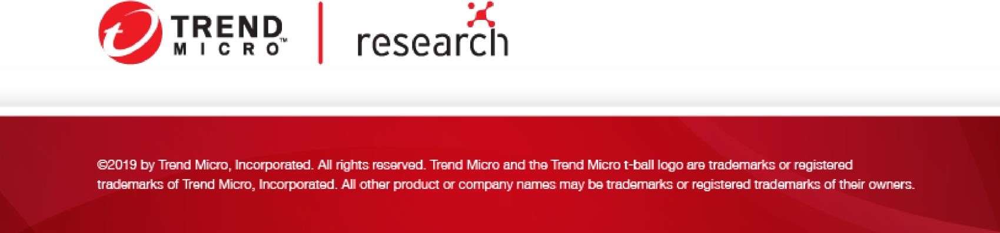 TREND
MICRO™
research
©2019 by Trend Micro, Incorporated. All rights reserved. Trend Micro and the Trend Micro t-ball logo are trademarks or registered
trademarks of Trend Micro, Incorporated. All other product or company names may be trademarks or registered trademarks of their owners.